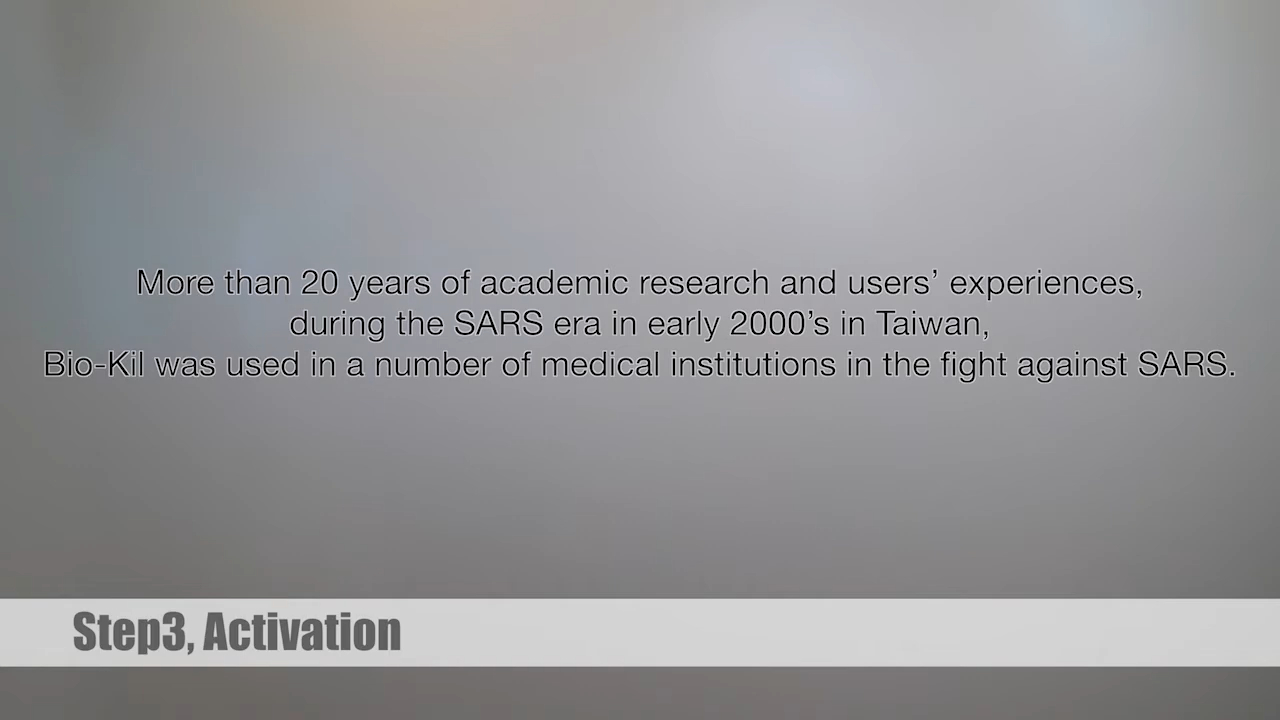 More than 20 years of academic research and users’ experiences,
during the SARS era in early 2000’s in Taiwan,
Bio-Kil was used in a number of medical institutions in the fight against SARS.
Step3, Activation